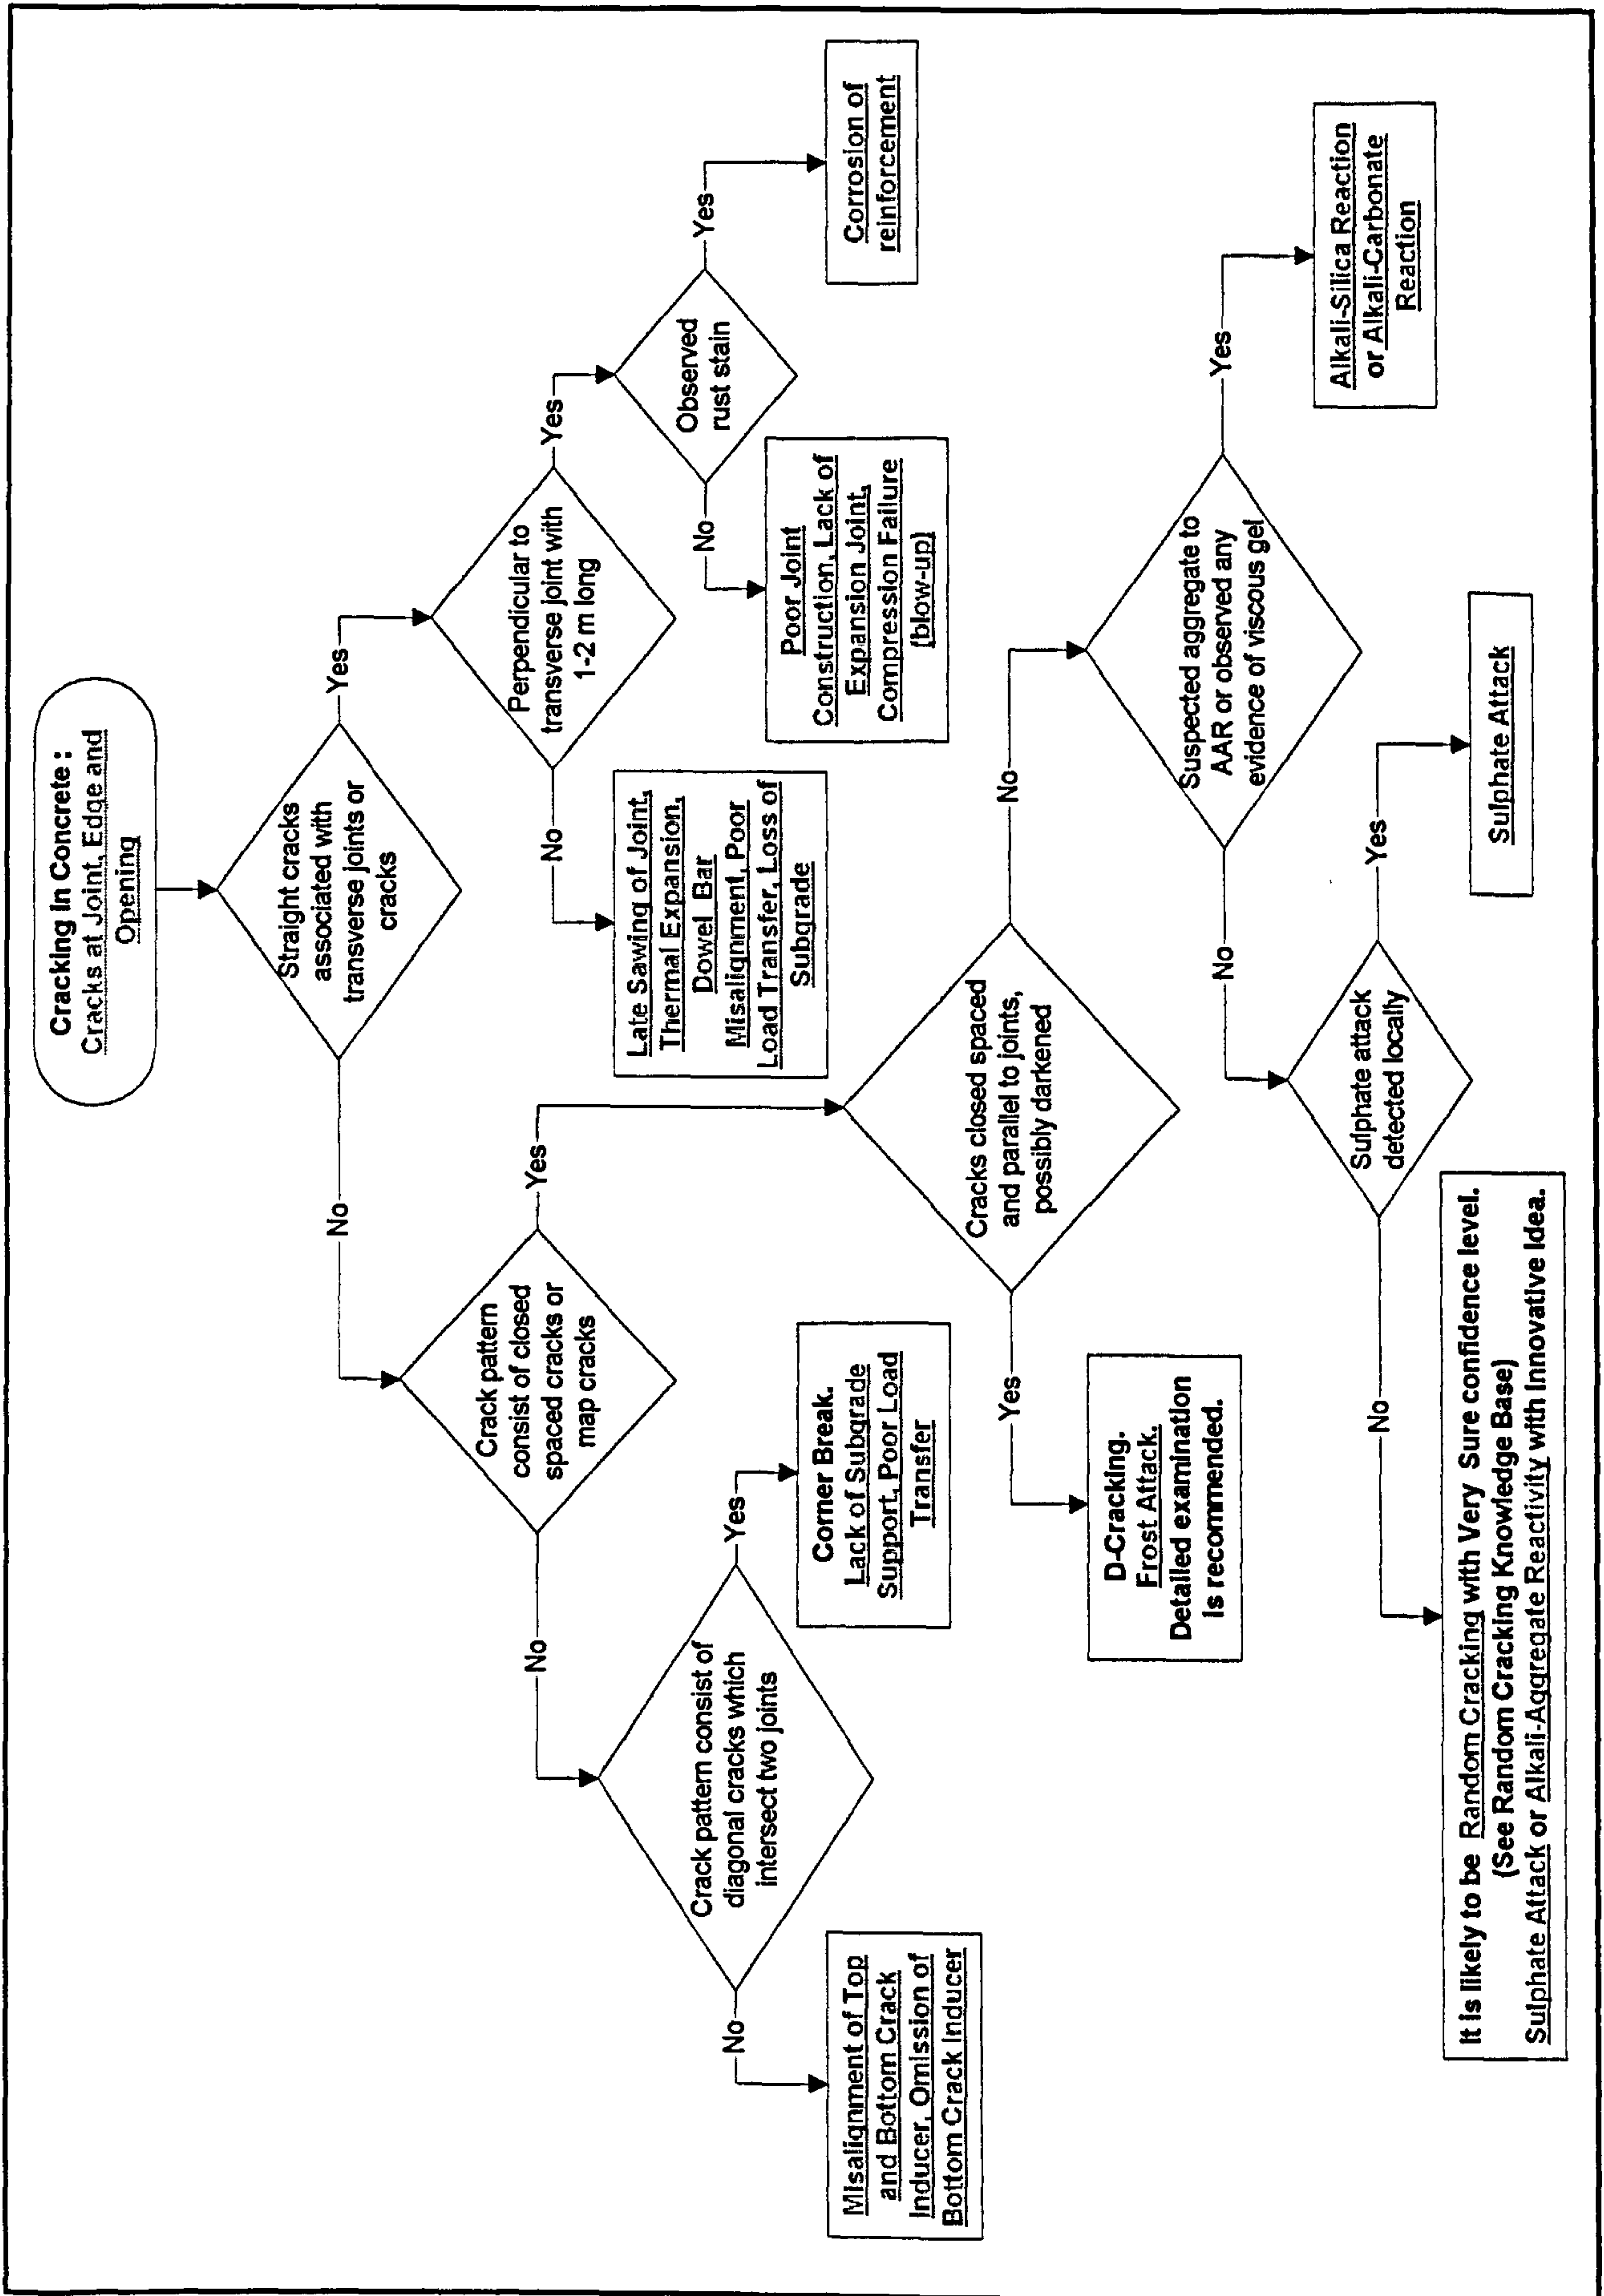 Cracking In Concrete :
Cracks at Joint, Edge and
Opening
Straight cracks
associated with
transverse joints or
cracks
No
Yes
Crack pattern
consist of closed
spaced cracks or
map cracks
Perpendicular to
transverse joint with
1-2 m long
No
Yes
No
Yes
Crack pattern consist of
diagonal cracks which
intersect two joints
Late Sawing of Joint,
Thermal Expansion,
Dowel Bar
Misalignment, Poor
Load Transfer, Loss of
Subgrade
Observed
rust stain
No
Yes
No
Yes
Misalignment of Top
and Bottom Crack
Inducer, Omission of
Bottom Crack Inducer
Corner Break.
Lack of Subgrade
Support, Poor Load
Transfer
Poor Joint
Construction, Lack of
Expansion Joint,
Compression Failure
(blow-up)
Corrosion of
reinforcement
Cracks closed spaced
and parallel to joints,
possibly darkened
Yes
No
D-Cracking.
Frost Attack.
Detailed examination
is recommended.
Suspected aggregate to
AAR or observed any
evidence of viscous gel
No
Yes
Sulphate attack
detected locally
Alkali-Silica Reaction
or Alkali-Carbonate
Reaction
No
Yes
It is likely to be Random Cracking with Very Sure confidence level.
(See Random Cracking Knowledge Base)
Sulphate Attack or Alkali-Aggregate Reactivity with Innovative Idea.
Sulphate Attack